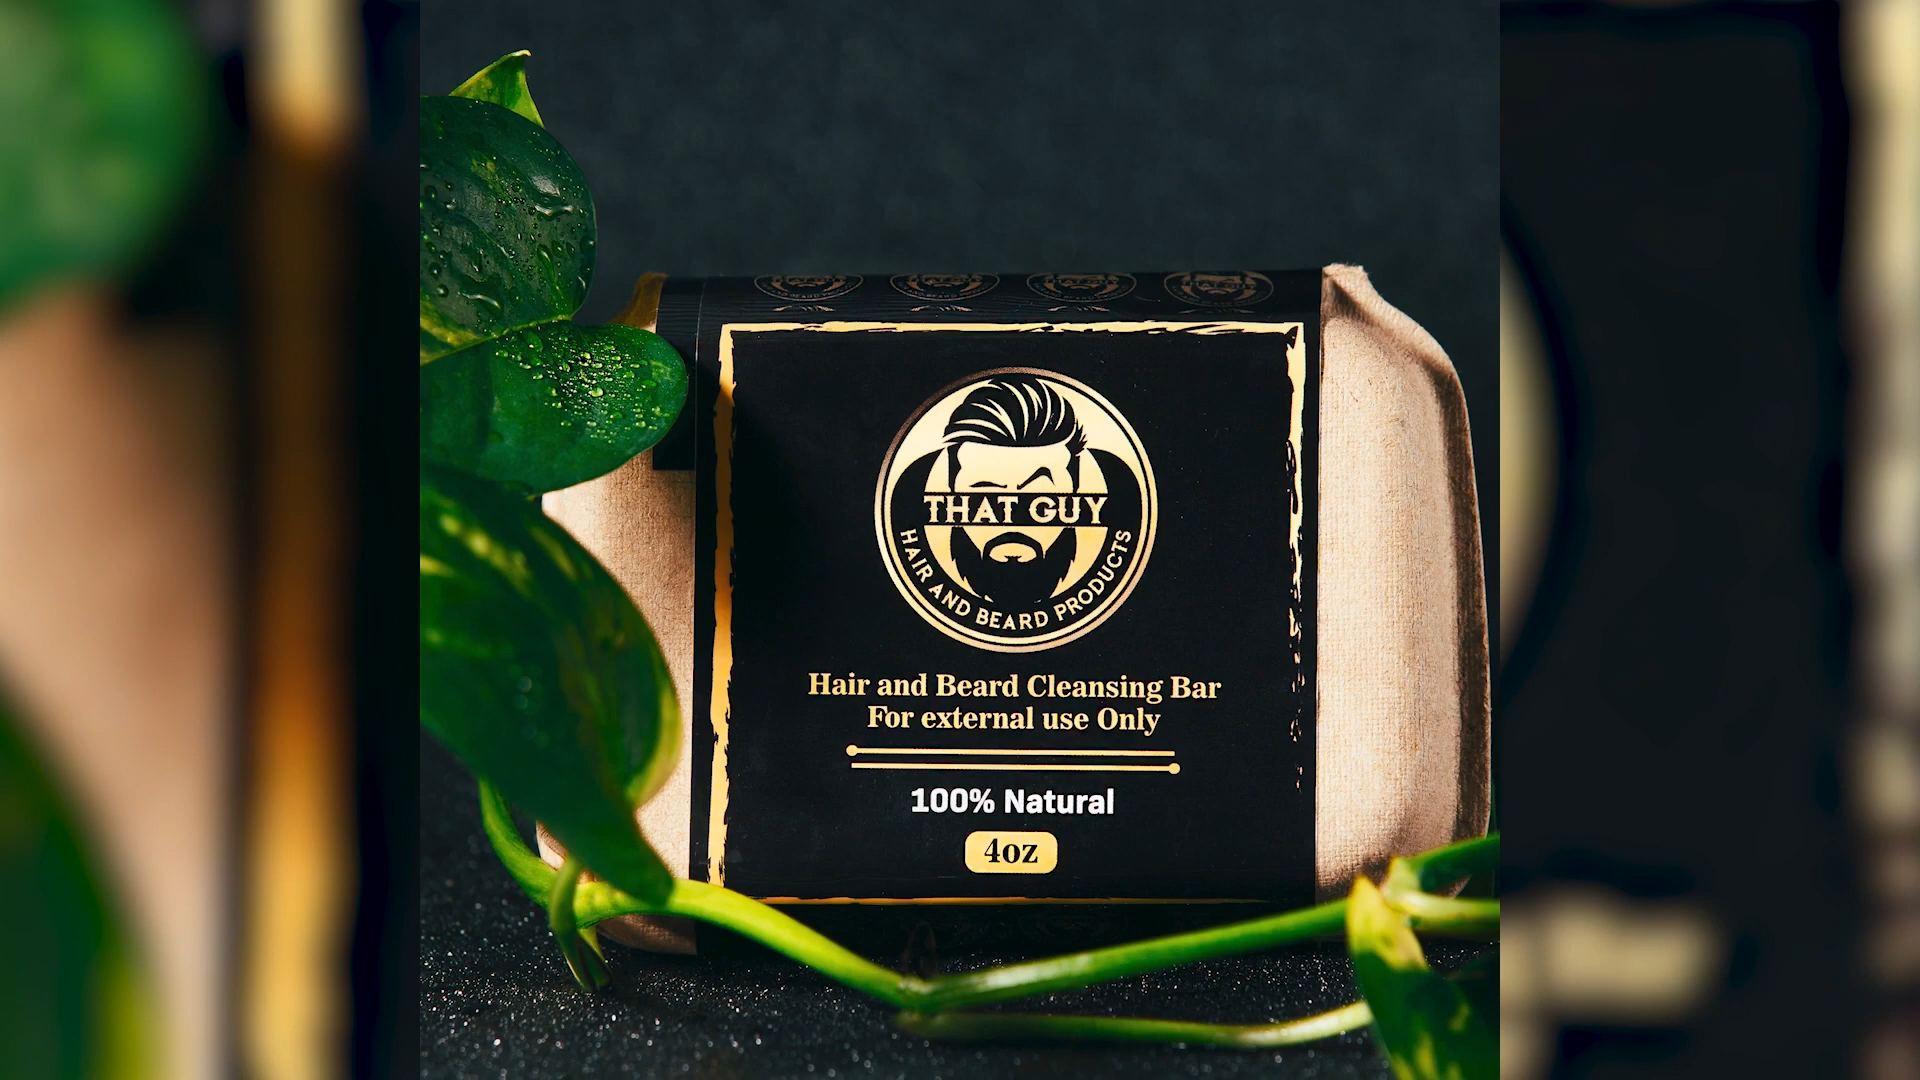 THAT GUY
HAIR AND BEARD PRODUCTS
Hair and Beard Cleansing Bar
For external use Only
100% Natural
4oz